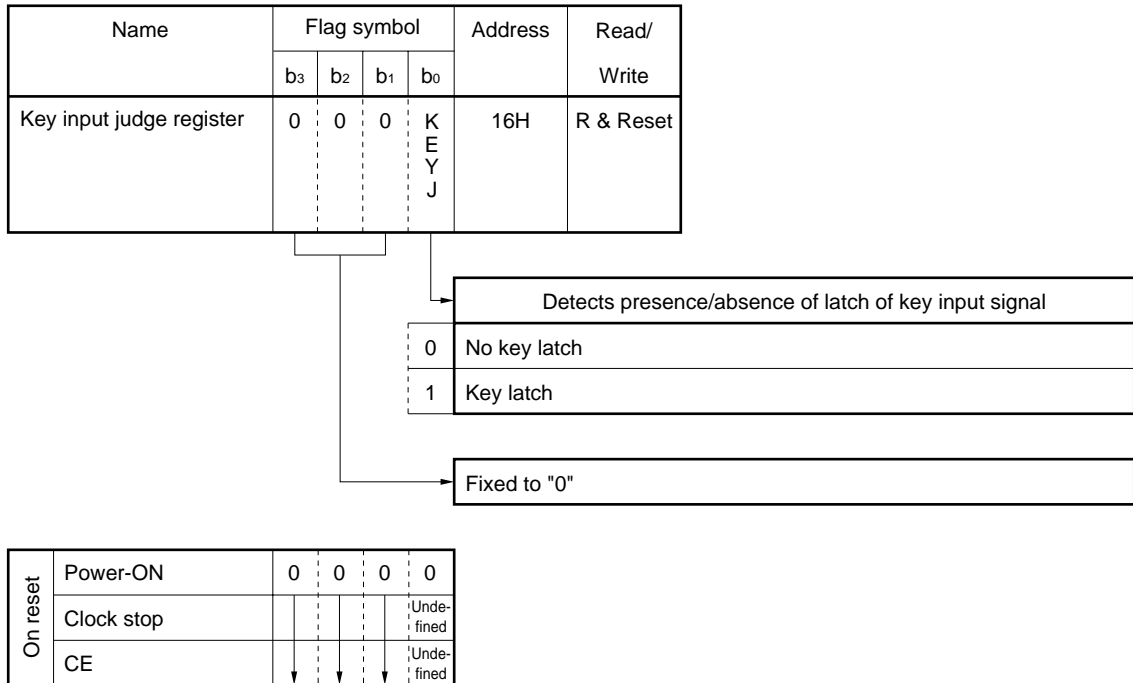 Name Flag symbol Address Read/
b3 b2 b1 b0 Write
Key input judge register 0 0 0 K 16H R & Reset
E
Y
J
Detects presence/absence of latch of key input signal
0 No key latch
1 Key latch
Fixed to "0"
On reset
Power-ON 0 0 0 0
Clock stop Unde-
fined
CE Unde-
fined